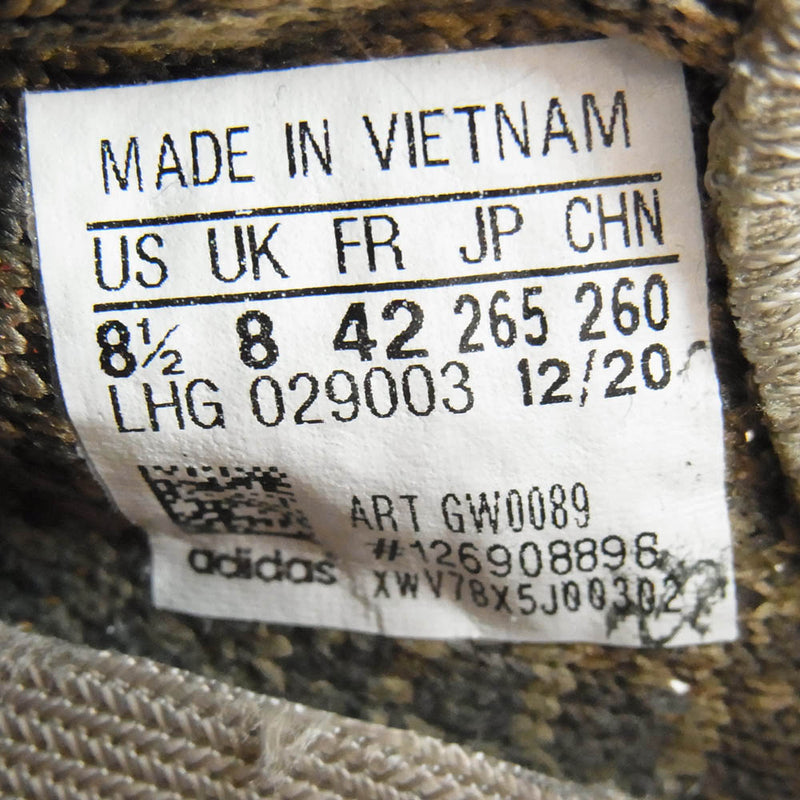 MADE IN VIETNAM
US UK FR JP CHN
8½ 8 42 265 260
LHG 029003 12/20
ART GW0089
#126908896
adidas
XWV78X5J00302